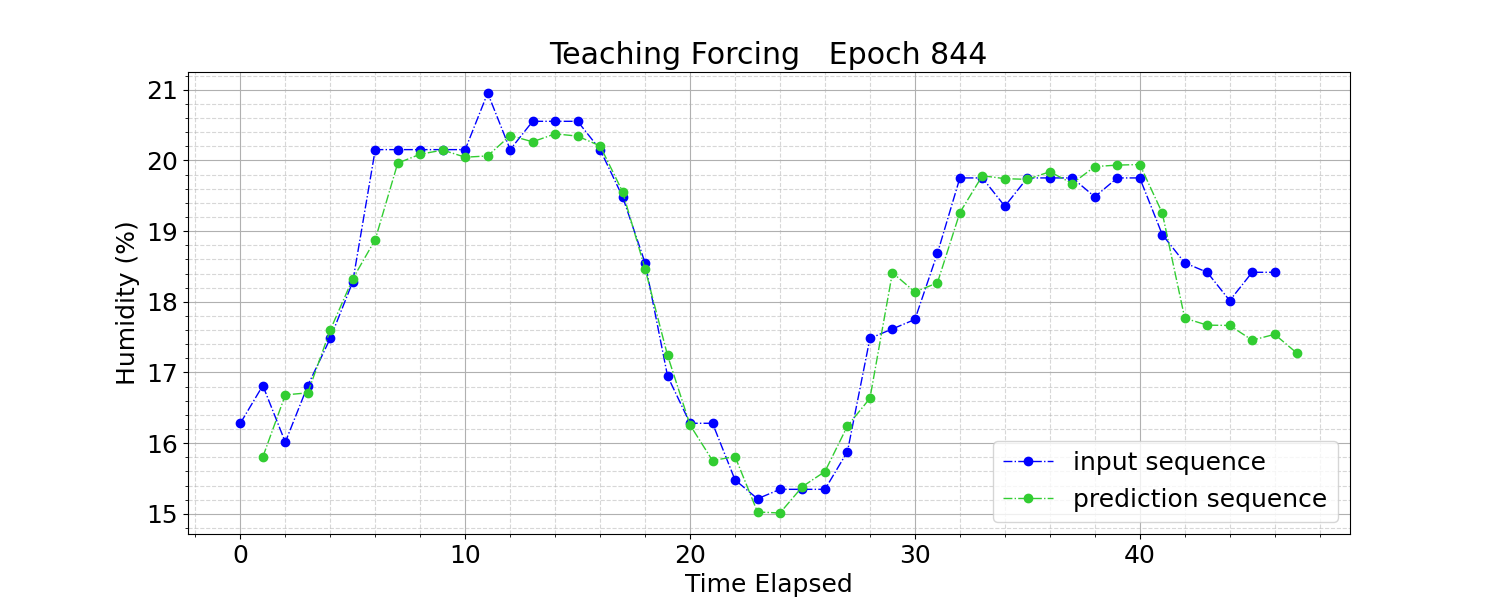 Teaching Forcing   Epoch 844
Humidity (%)
21
20
19
18
17
16
15
0 10 20 30 40
Time Elapsed
input sequence
prediction sequence